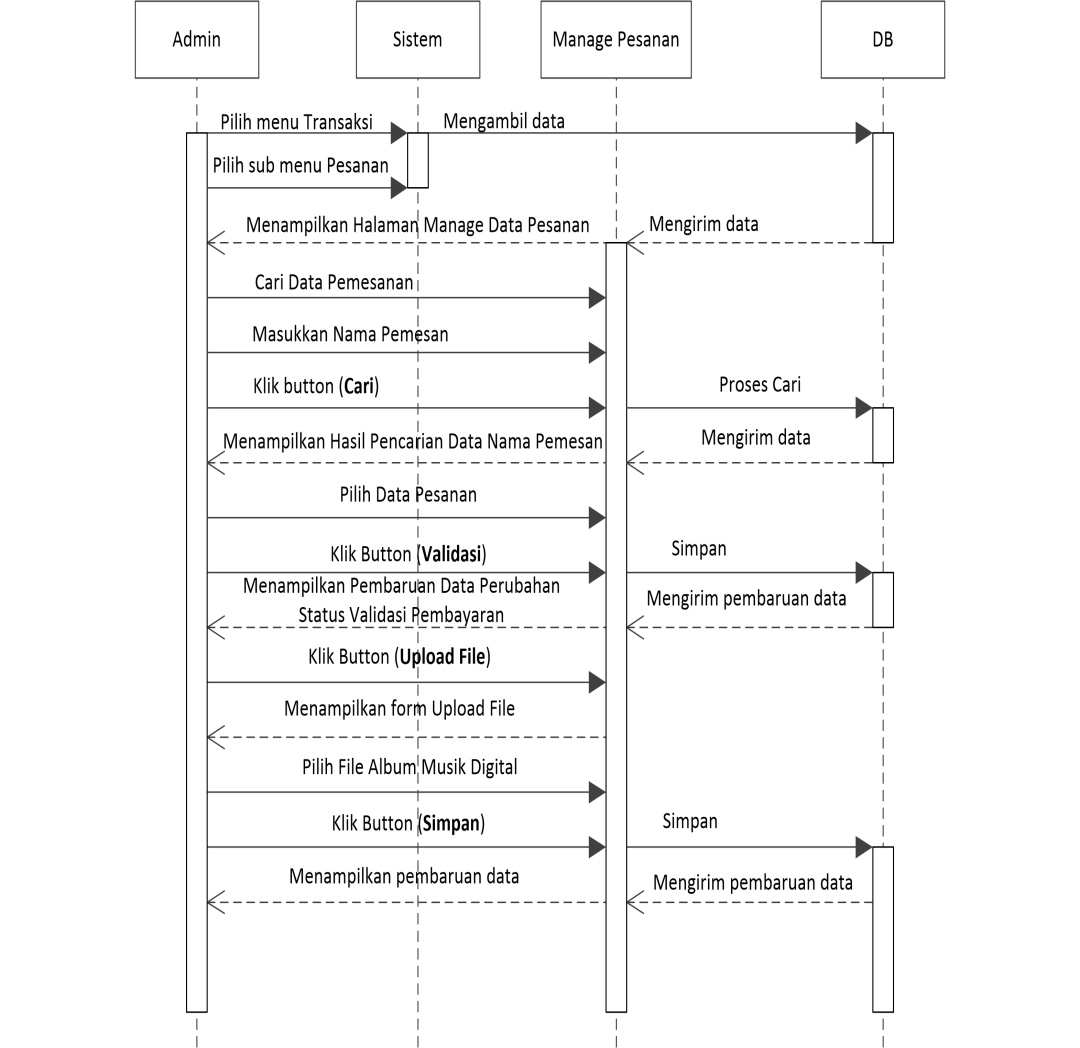 Admin
Sistem
Manage Pesanan
DB
Pilih menu Transaksi
Mengambil data
Pilih sub menu Pesanan
Menampilkan Halaman Manage Data Pesanan
Mengirim data
Cari Data Pemesanan
Masukkan Nama Pemesan
Klik button (Cari)
Proses Cari
Menampilkan Hasil Pencarian Data Nama Pemesan
Mengirim data
Pilih Data Pesanan
Klik Button (Validasi)
Simpan
Menampilkan Pembaruan Data Perubahan
Status Validasi Pembayaran
Mengirim pembaruan data
Klik Button (Upload File)
Menampilkan form Upload File
Pilih File Album Musik Digital
Klik Button (Simpan)
Simpan
Menampilkan pembaruan data
Mengirim pembaruan data